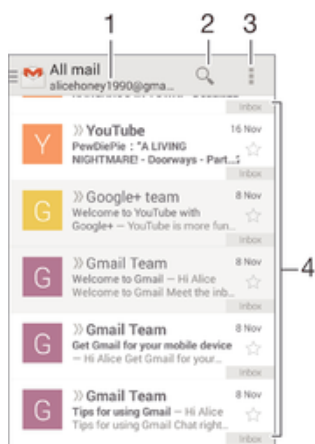 1 2 3
All mail
alicehoney1990@gma...
Inbox
Y
YouTube 16 Nov
PewDiePie : "A LIVING
NIGHTMARE! - Doorways - Part...
Inbox
G
Google+ team 8 Nov
Welcome to YouTube with
Google+ — YouTube is more fun...
Inbox
4
G
Gmail Team 8 Nov
Welcome to Gmail — Hi Alice
Welcome to Gmail Meet the inb...
Inbox
G
Gmail Team 8 Nov
Get Gmail for your mobile device
— Hi Alice Get Gmail for your...
Inbox
G
Gmail Team 8 Nov
Tips for using Gmail — Hi Alice
Tips for using Gmail Chat right...
Inbox